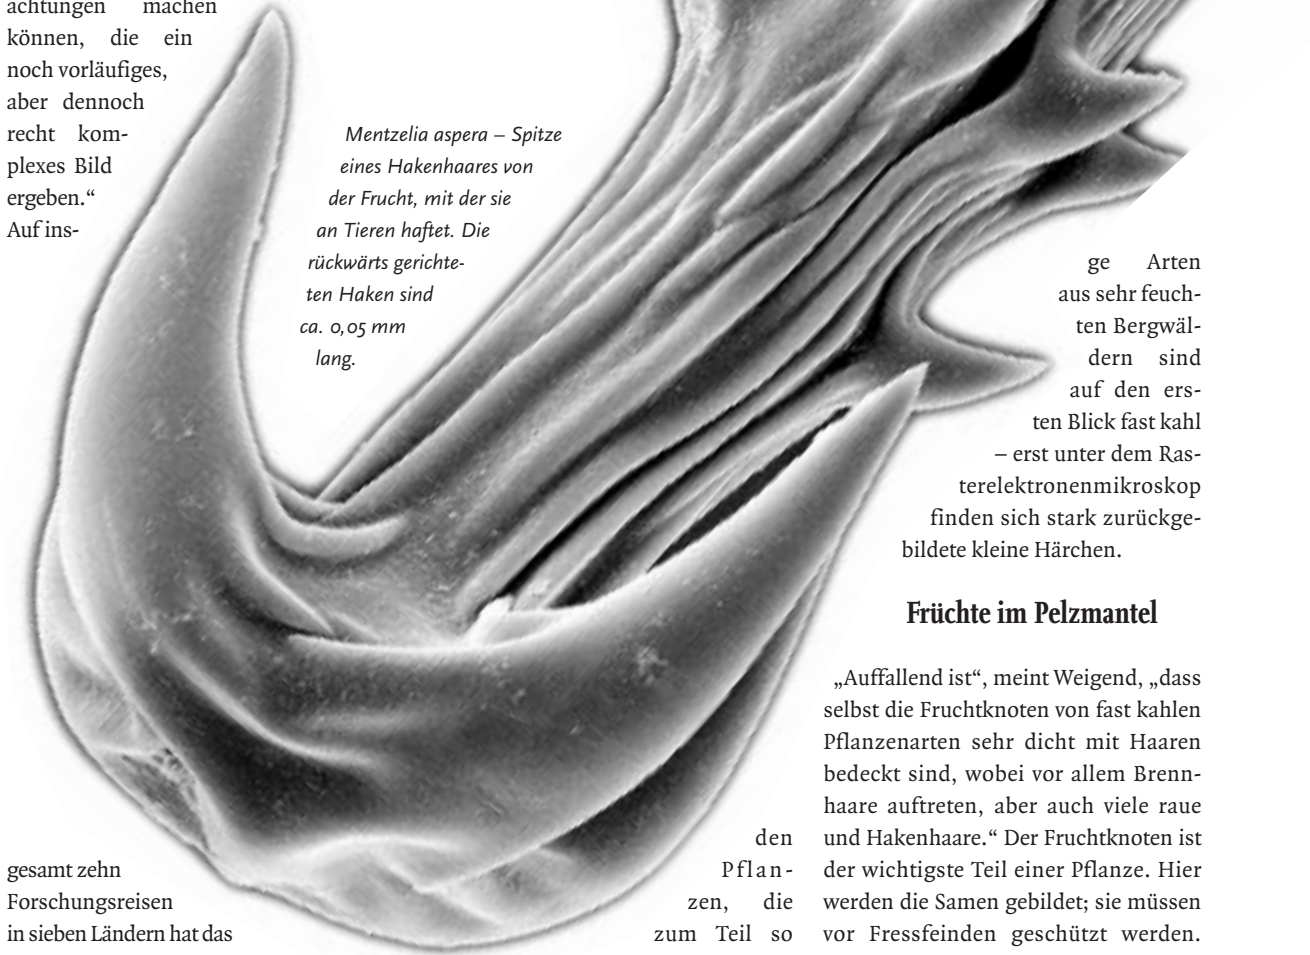 achtungen machen
können, die ein
noch vorläufiges,
aber dennoch
recht kom-
plexes Bild
ergeben.“
Auf ins-
gesamt zehn
Forschungsreisen
in sieben Ländern hat das
Mentzelia aspera – Spitze
eines Hakenhaares von
der Frucht, mit der sie
an Tieren haftet. Die
rückwärts gerichte-
ten Haken sind
ca. 0,05 mm
lang.
den
Pflan-
zen, die
zum Teil so
ge Arten
aus sehr feuch-
ten Bergwäl-
dern sind
auf den ers-
ten Blick fast kahl
– erst unter dem Ras-
terelektronenmikroskop
finden sich stark zurückge-
bildete kleine Härchen.
Früchte im Pelzmantel
„Auffallend ist“, meint Weigend, „dass
selbst die Fruchtknoten von fast kahlen
Pflanzenarten sehr dicht mit Haaren
bedeckt sind, wobei vor allem Brenn-
haare auftreten, aber auch viele raue
und Hakenhaare.“ Der Fruchtknoten ist
der wichtigste Teil einer Pflanze. Hier
werden die Samen gebildet; sie müssen
vor Fressfeinden geschützt werden.